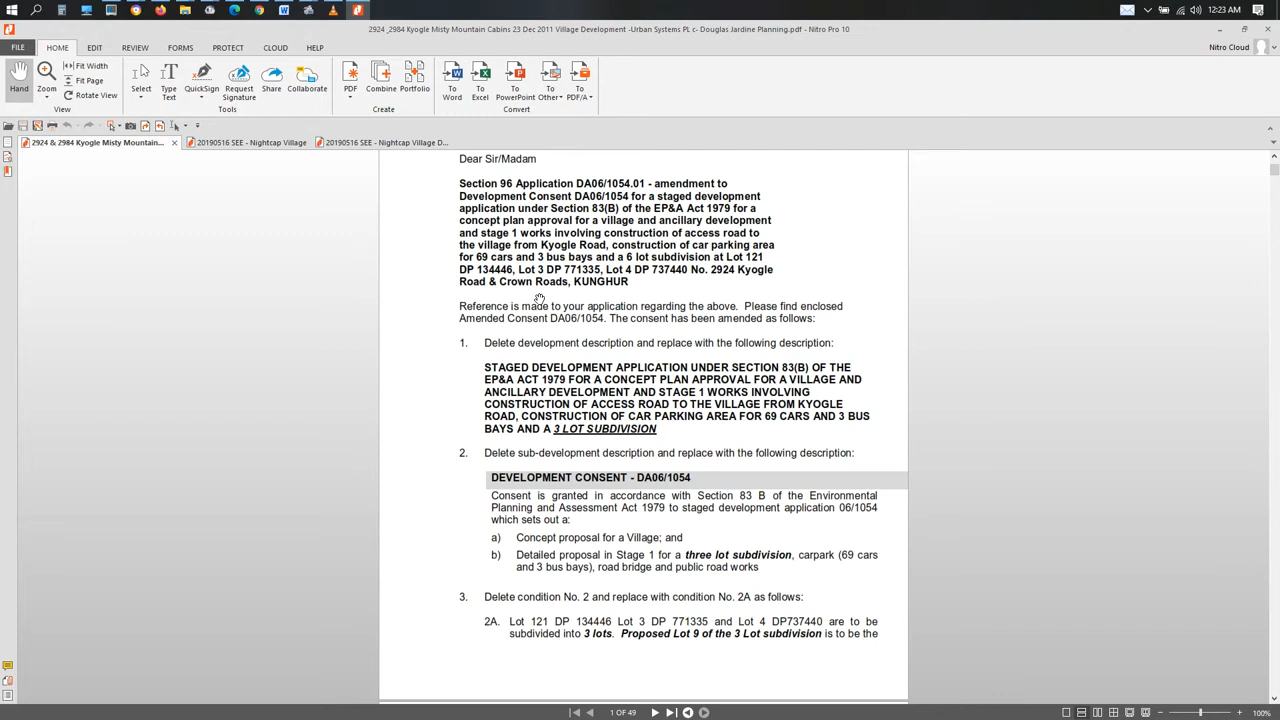 12:23 AM
2924 _2984 Kyogle Misty Mountain Cabins 23 Dec 2011 Village Development -Urban Systems PL c- Douglas Jardine Planning.pdf - Nitro Pro 10
FILE HOME EDIT REVIEW FORMS PROTECT CLOUD HELP
Nitro Cloud
Hand
Zoom
Fit Width
Fit Page
Rotate View
View
Select
Type Text
QuickSign
Request Signature
Share
Collaborate
Tools
PDF
Combine
Portfolio
Create
To Word
To Excel
To PowerPoint
To Other
To PDF/A
Convert
2924 & 2984 Kyogle Misty Mountain...
20190516 SEE - Nightcap Village
20190516 SEE - Nightcap Village D...
Dear Sir/Madam
Section 96 Application DA06/1054.01 - amendment to
Development Consent DA06/1054 for a staged development
application under Section 83(B) of the EP&A Act 1979 for a
concept plan approval for a village and ancillary development
and stage 1 works involving construction of access road to
the village from Kyogle Road, construction of car parking area
for 69 cars and 3 bus bays and a 6 lot subdivision at Lot 121
DP 134446, Lot 3 DP 771335, Lot 4 DP 737440 No. 2924 Kyogle
Road & Crown Roads, KUNGHUR
Reference is made to your application regarding the above. Please find enclosed
Amended Consent DA06/1054. The consent has been amended as follows:
1. Delete development description and replace with the following description:
STAGED DEVELOPMENT APPLICATION UNDER SECTION 83(B) OF THE
EP&A ACT 1979 FOR A CONCEPT PLAN APPROVAL FOR A VILLAGE AND
ANCILLARY DEVELOPMENT AND STAGE 1 WORKS INVOLVING
CONSTRUCTION OF ACCESS ROAD TO THE VILLAGE FROM KYOGLE
ROAD, CONSTRUCTION OF CAR PARKING AREA FOR 69 CARS AND 3 BUS
BAYS AND A 3 LOT SUBDIVISION
2. Delete sub-development description and replace with the following description:
DEVELOPMENT CONSENT - DA06/1054
Consent is granted in accordance with Section 83 B of the Environmental
Planning and Assessment Act 1979 to staged development application 06/1054
which sets out a:
a) Concept proposal for a Village; and
b) Detailed proposal in Stage 1 for a three lot subdivision, carpark (69 cars
and 3 bus bays), road bridge and public road works
3. Delete condition No. 2 and replace with condition No. 2A as follows:
2A. Lot 121 DP 134446 Lot 3 DP 771335 and Lot 4 DP737440 are to be
subdivided into 3 lots. Proposed Lot 9 of the 3 Lot subdivision is to be the
1 OF 49
100%